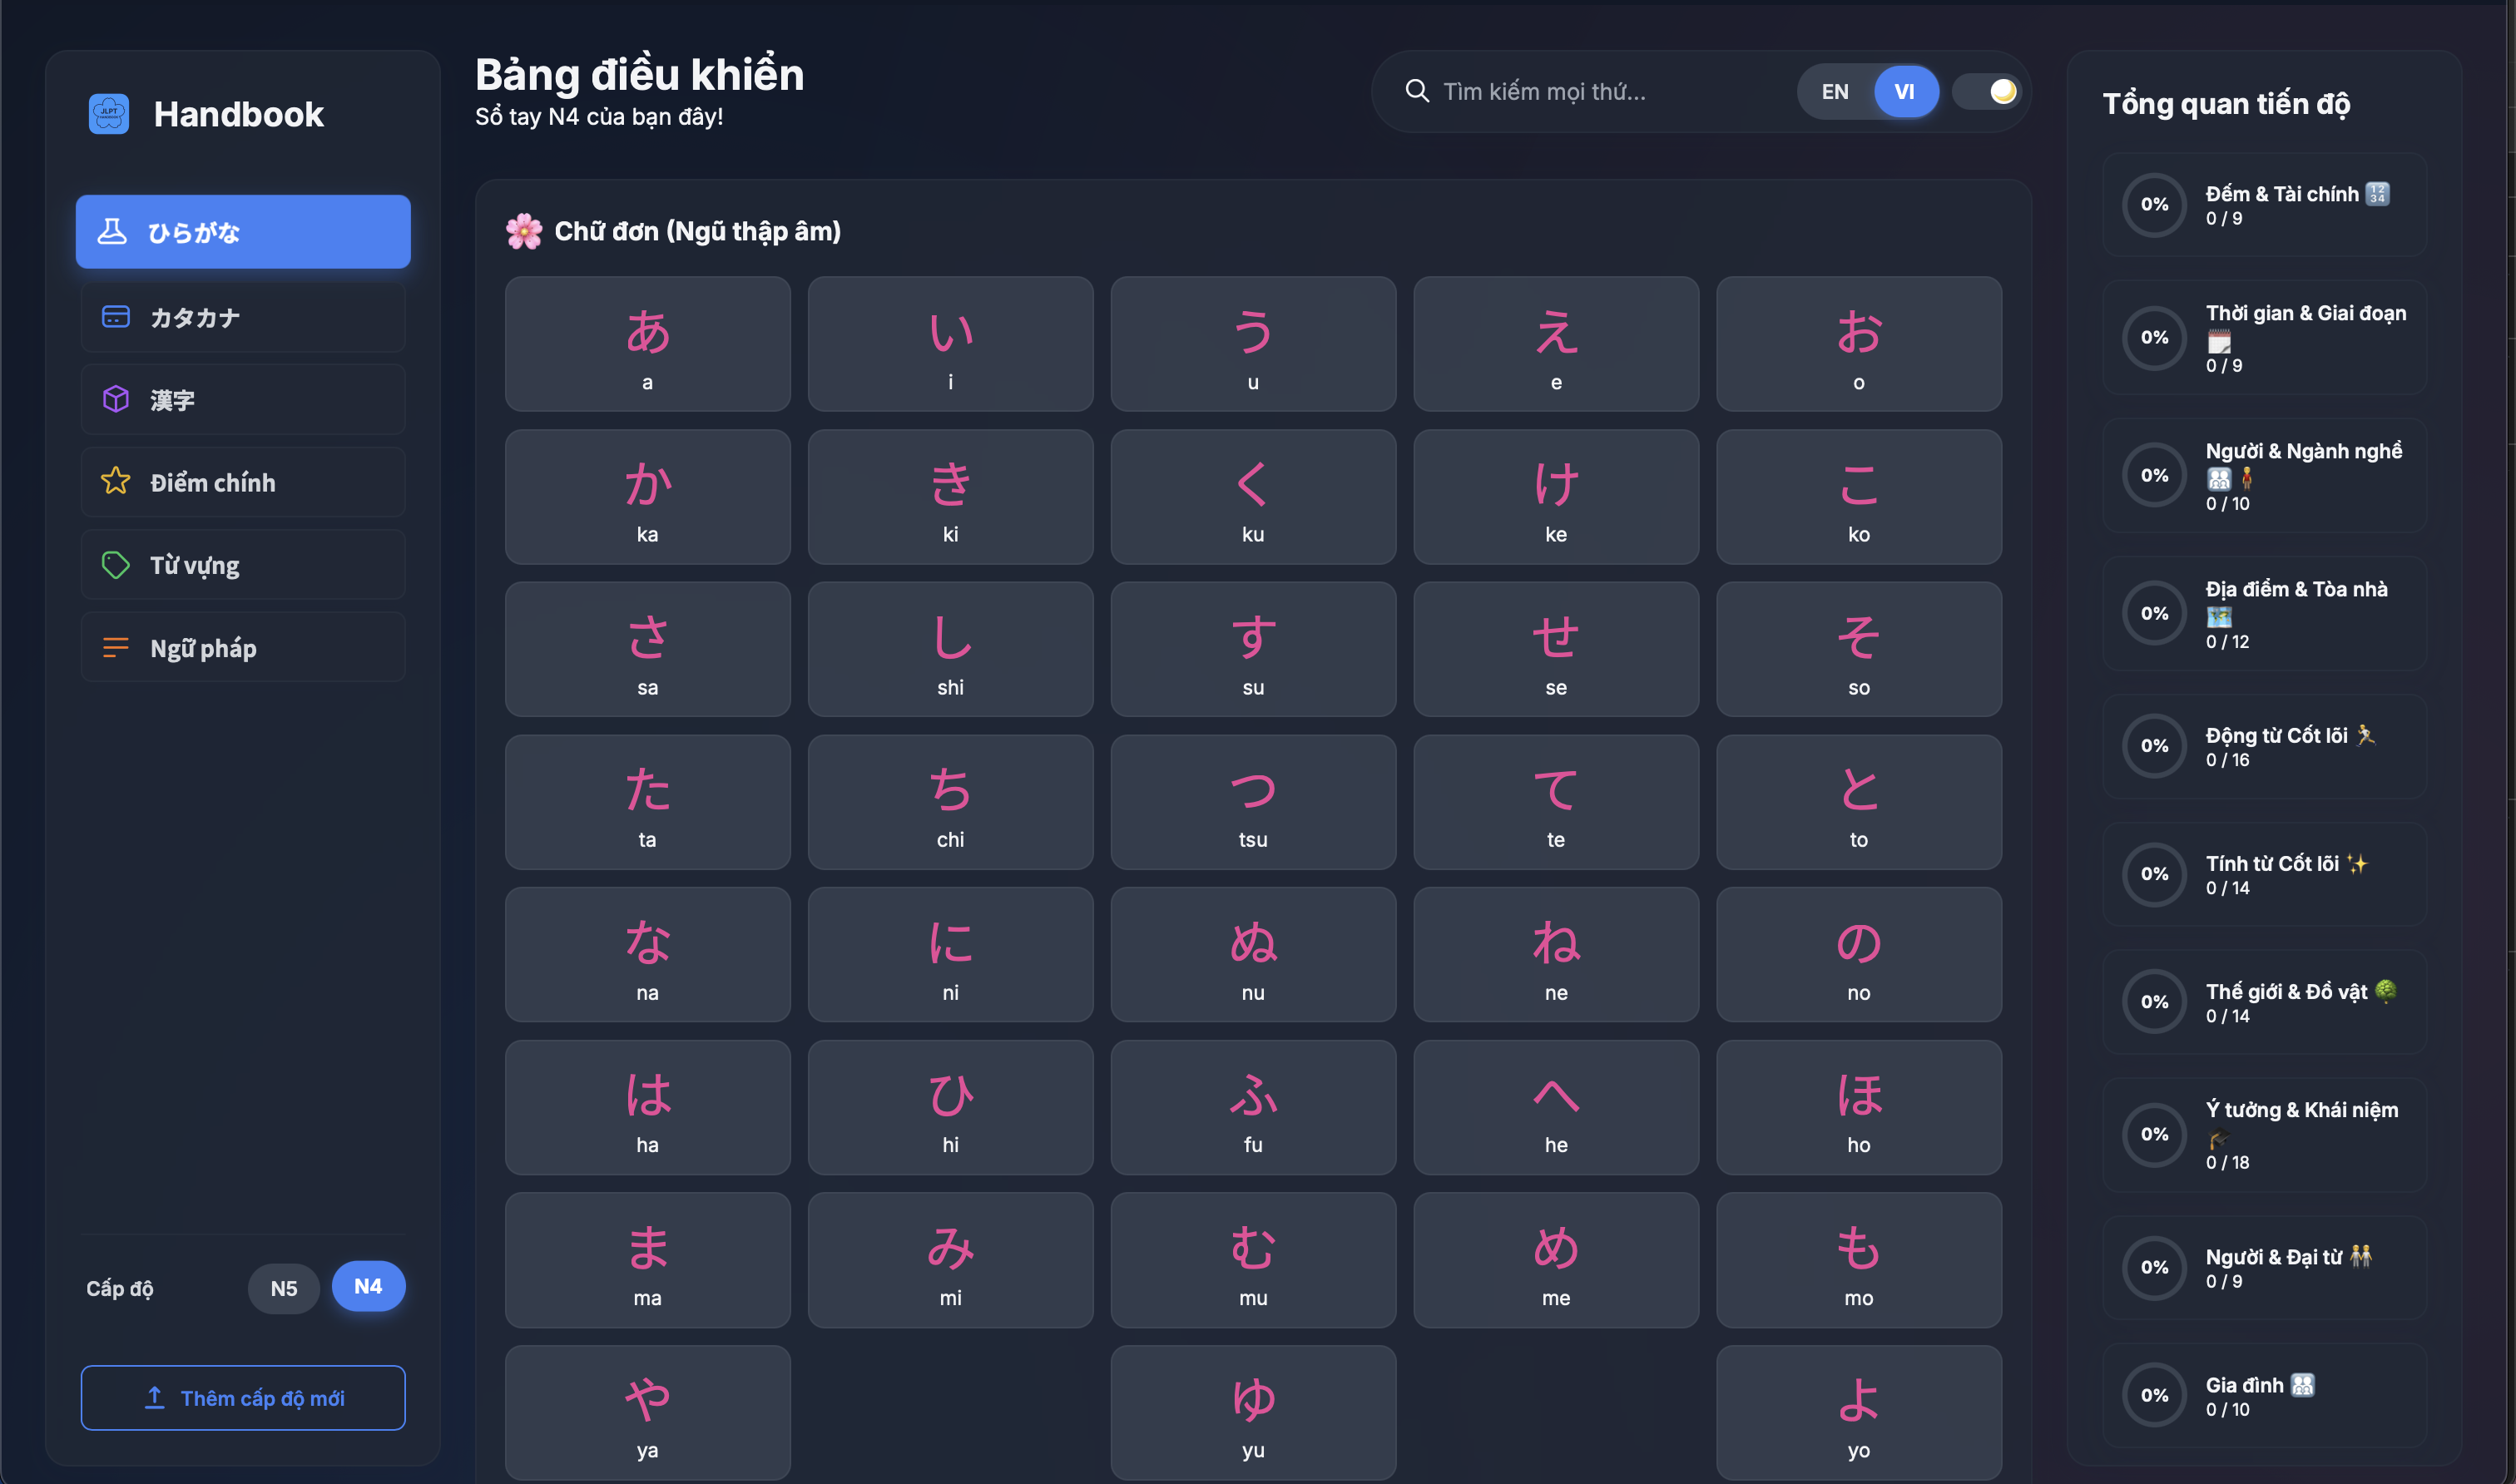 JLPT
Handbook
ひらがな
カタカナ
漢字
Điểm chính
Từ vựng
Ngữ pháp
Cấp độ
N5
N4
Thêm cấp độ mới
Bảng điều khiển
Sổ tay N4 của bạn đây!
Tìm kiếm mọi thứ...
EN
VI
Chữ đơn (Ngũ thập âm)
あ い う え お
a i u e o
か き く け こ
ka ki ku ke ko
さ し す せ そ
sa shi su se so
た ち つ て と
ta chi tsu te to
な に ぬ ね の
na ni nu ne no
は ひ ふ へ ほ
ha hi fu he ho
ま み む め も
ma mi mu me mo
や ゆ よ
ya yu yo
Tổng quan tiến độ
0% Đếm & Tài chính 🔢
0 / 9
0% Thời gian & Giai đoạn
0 / 9
0% Người & Ngành nghề
0 / 10
0% Địa điểm & Tòa nhà
0 / 12
0% Động từ Cốt lõi
0 / 16
0% Tính từ Cốt lõi
0 / 14
0% Thế giới & Đồ vật
0 / 14
0% Ý tưởng & Khái niệm
0 / 18
0% Người & Đại từ
0 / 9
0% Gia đình
0 / 10